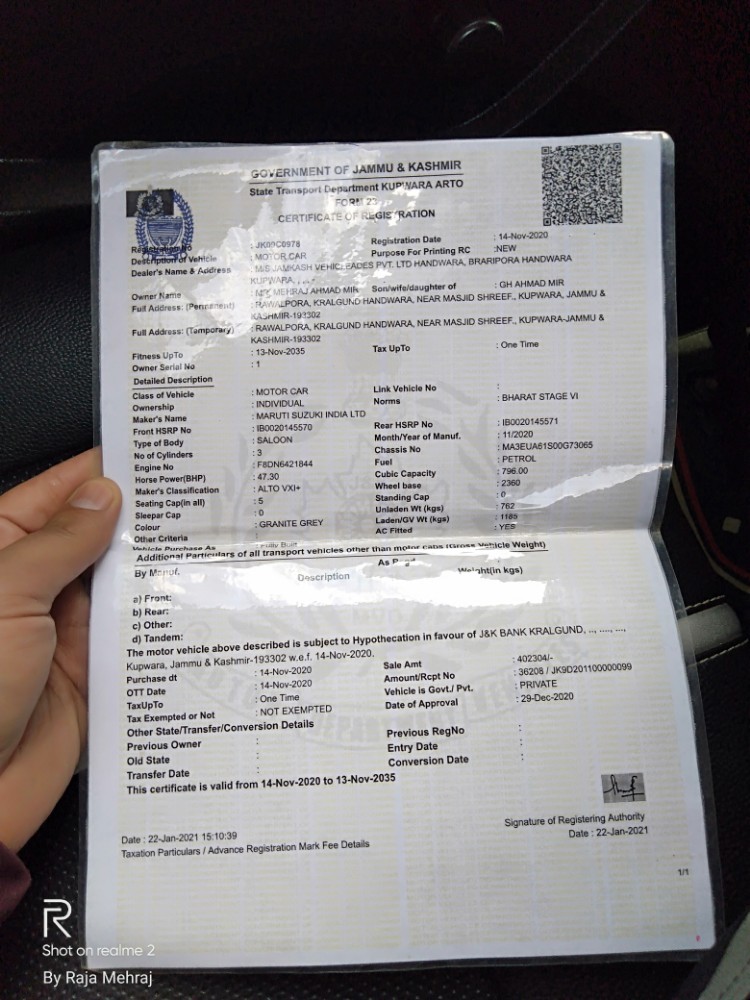 GOVERNMENT OF JAMMU & KASHMIR
State Transport Department KUPWARA ARTO
FORM 23
CERTIFICATE OF REGISTRATION
Registration No : JK09C0978 Registration Date : 14-Nov-2020
Description of Vehicle : MOTOR CAR Purpose For Printing RC :NEW
Dealer's Name & Address : M/S JAMKASH VEHICLEADES PVT. LTD HANDWARA, BRARIPORA HANDWARA
KUPWARA, , , -
Owner Name : MEHRAJ AHMAD MIR Son/wife/daughter of : GH AHMAD MIR
Full Address: (Permanent) : RAWALPORA, KRALGUND HANDWARA, NEAR MASJID SHREEF., KUPWARA, JAMMU &
KASHMIR-193302
Full Address: (Temporary) : RAWALPORA, KRALGUND HANDWARA, NEAR MASJID SHREEF., KUPWARA-JAMMU &
KASHMIR-193302
Fitness UpTo : 13-Nov-2035 Tax UpTo : One Time
Owner Serial No : 1
Detailed Description
Class of Vehicle : MOTOR CAR Link Vehicle No :
Ownership : INDIVIDUAL Norms : BHARAT STAGE VI
Maker's Name : MARUTI SUZUKI INDIA LTD
Front HSRP No : IB0020145570 Rear HSRP No : IB0020145571
Type of Body : SALOON Month/Year of Manuf. : 11/2020
No of Cylinders : 3 Chassis No : MA3EUA61S00G73065
Engine No : F8DN6421844 Fuel : PETROL
Horse Power(BHP) : 47.30 Cubic Capacity : 796.00
Maker's Classification : ALTO VXI+ Wheel base : 2360
Seating Cap(in all) : 5 Standing Cap : 0
Sleepar Cap : 0 Unladen Wt (kgs) : 762
Colour : GRANITE GREY Laden/GV Wt (kgs) : 1185
Other Criteria AC Fitted : YES
Vehicle Purchase As : Fully Built
Additional Particulars of all transport vehicles other than motor cabs (Gross Vehicle Weight)
By Manuf. As
Description Weight(in kgs)
a) Front:
b) Rear:
c) Other:
d) Tandem:
The motor vehicle above described is subject to Hypothecation in favour of J&K BANK KRALGUND, .., ....., ...,
Kupwara, Jammu & Kashmir-193302 w.e.f. 14-Nov-2020.
Purchase dt : 14-Nov-2020 Sale Amt : 402304/-
OTT Date : 14-Nov-2020 Amount/Rcpt No : 36208 / JK9D201100000099
TaxUpTo : One Time Vehicle is Govt./ Pvt. : PRIVATE
Tax Exempted or Not : NOT EXEMPTED Date of Approval : 29-Dec-2020
Other State/Transfer/Conversion Details
Previous Owner : Previous RegNo :
Old State : Entry Date :
Transfer Date : Conversion Date :
This certificate is valid from 14-Nov-2020 to 13-Nov-2035
Signature of Registering Authority
Date : 22-Jan-2021 15:10:39 Date : 22-Jan-2021
Taxation Particulars / Advance Registration Mark Fee Details
1/1
R
Shot on realme 2
By Raja Mehraj